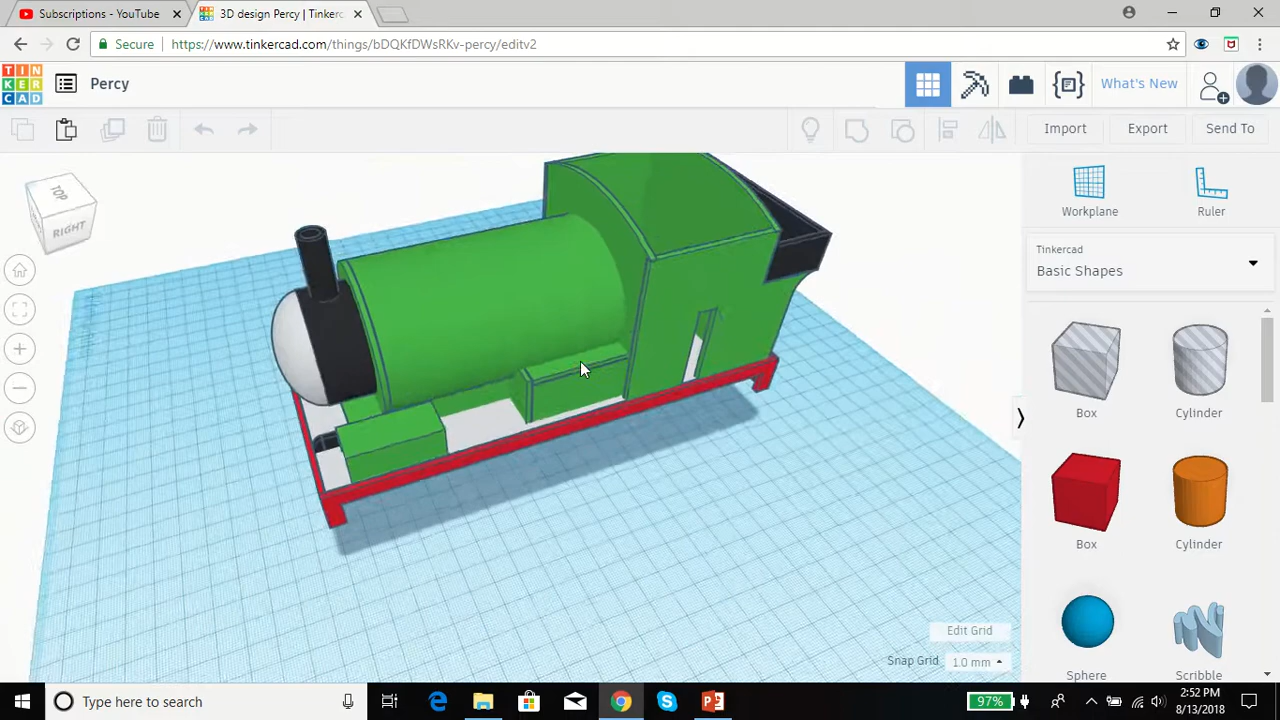 Subscriptions - YouTube
3D design Percy | Tinkerc
Secure
https://www.tinkercad.com/things/bDQKfDWsRKv-percy/editv2
TIN
KER
CAD
Percy
What's New
Import
Export
Send To
TOP
RIGHT
Workplane
Ruler
Tinkercad
Basic Shapes
Box
Cylinder
Box
Cylinder
Sphere
Scribble
Edit Grid
Snap Grid
1.0 mm
Type here to search
97%
2:52 PM
8/13/2018